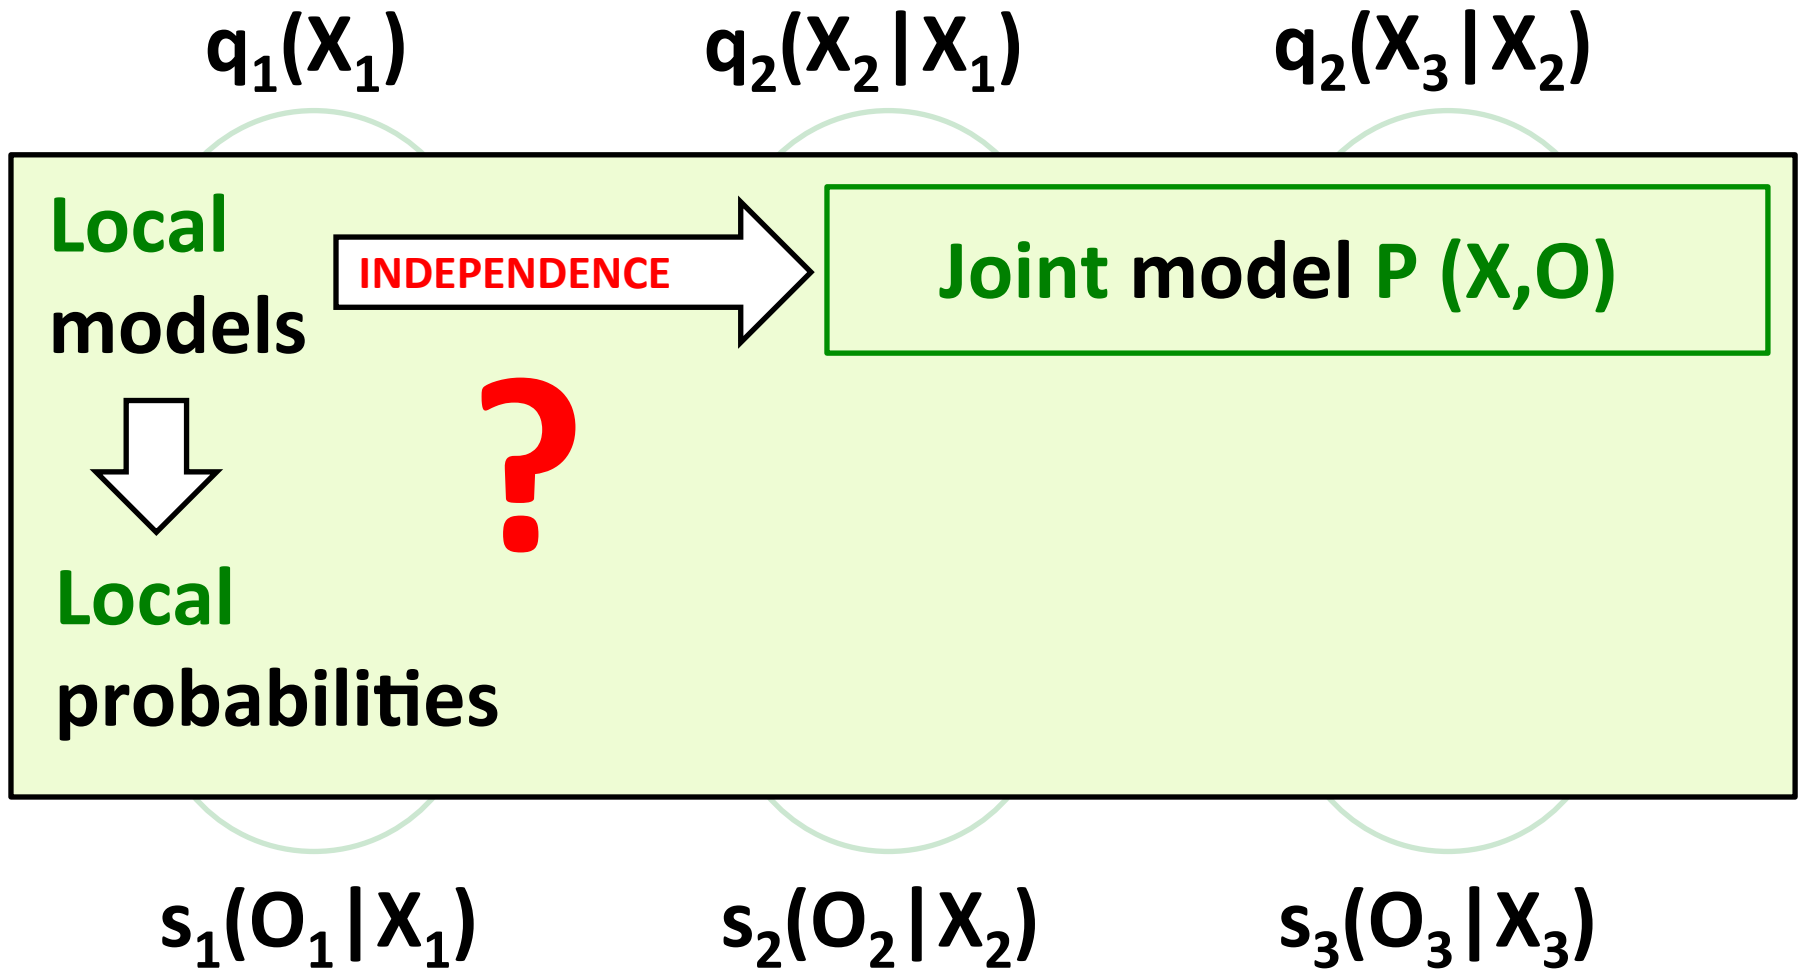 q₁(X₁) q₂(X₂|X₁) q₂(X₃|X₂)
Local
models
INDEPENDENCE
Joint model P (X,O)
?
Local
probabilities
s₁(O₁|X₁) s₂(O₂|X₂) s₃(O₃|X₃)